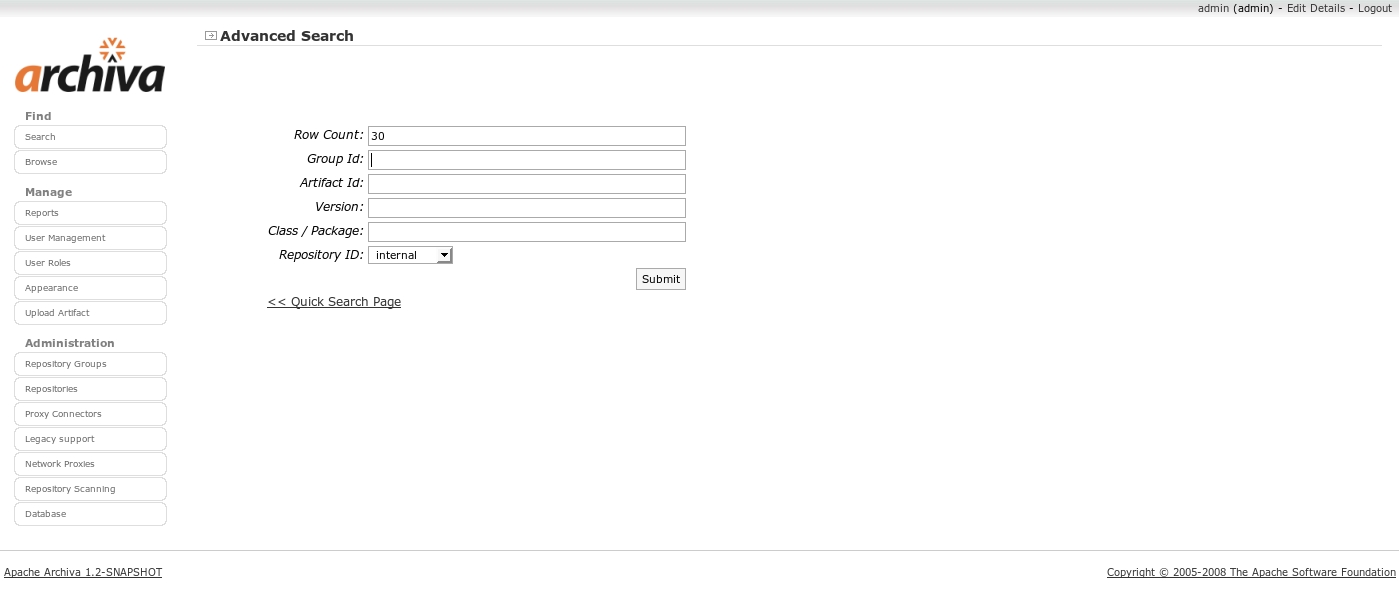 admin (admin) - Edit Details - Logout
archiva
Advanced Search
Find
Search
Browse
Manage
Reports
User Management
User Roles
Appearance
Upload Artifact
Administration
Repository Groups
Repositories
Proxy Connectors
Legacy support
Network Proxies
Repository Scanning
Database
Row Count: 30
Group Id:
Artifact Id:
Version:
Class / Package:
Repository ID: internal
Submit
<< Quick Search Page
Apache Archiva 1.2-SNAPSHOT
Copyright © 2005-2008 The Apache Software Foundation